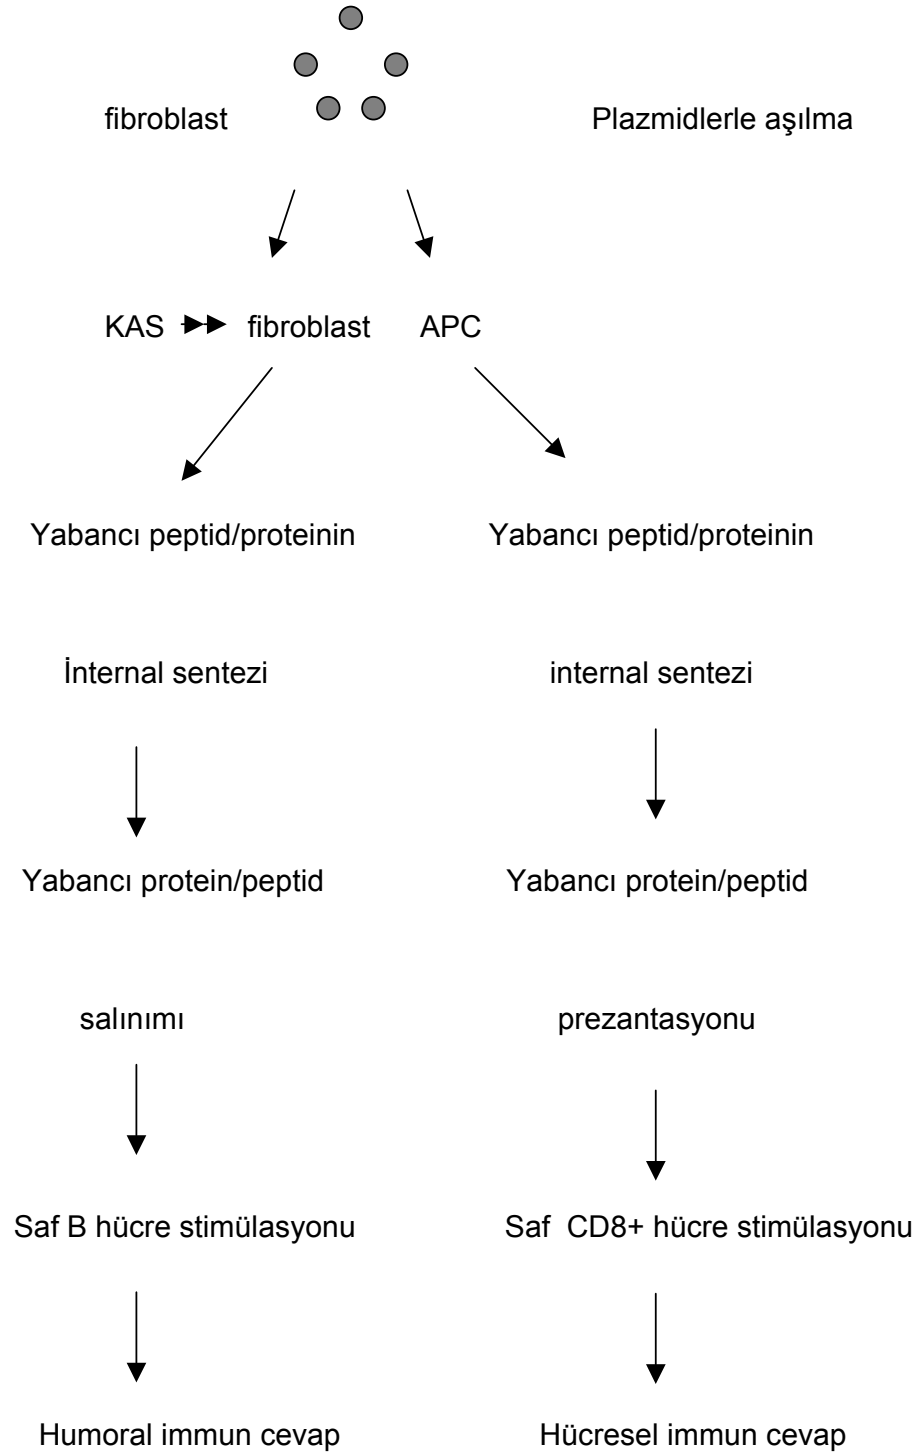 fibroblast Plazmidlerle aşılma
KAS fibroblast APC
Yabancı peptid/proteinin Yabancı peptid/proteinin
İnternal sentezi internal sentezi
Yabancı protein/peptid Yabancı protein/peptid
salınımı prezantasyonu
Saf B hücre stimülasyonu Saf CD8+ hücre stimülasyonu
Humoral immun cevap Hücresel immun cevap